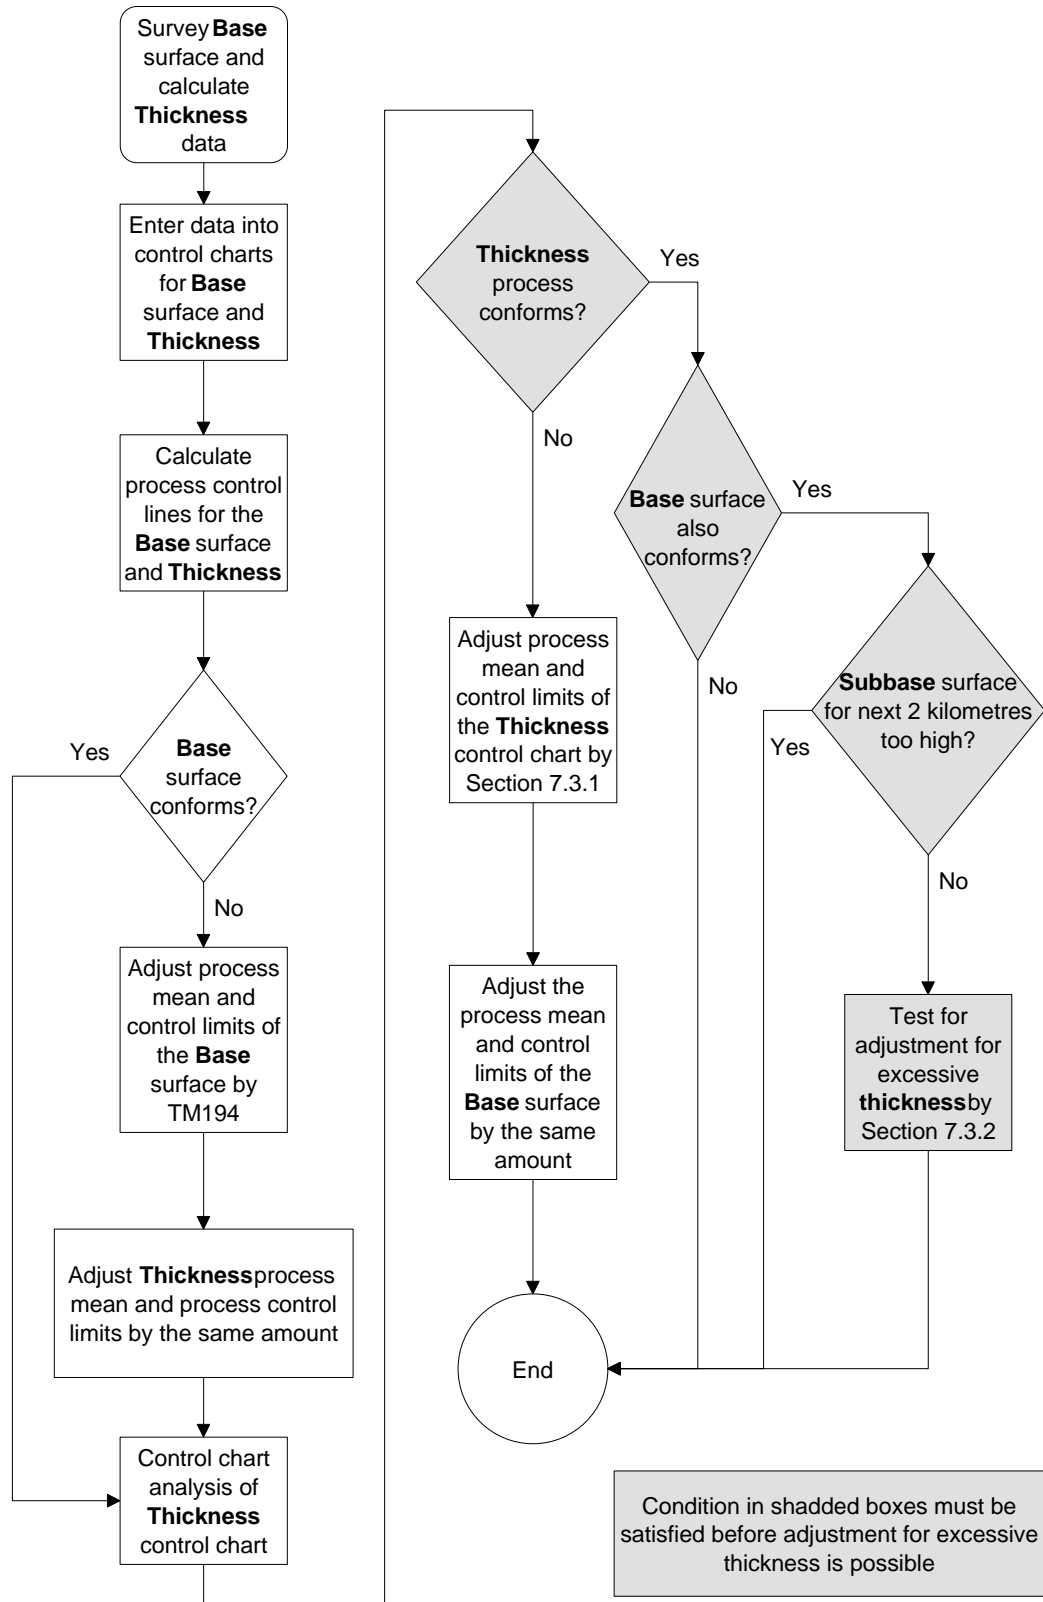 Survey Base
surface and
calculate
Thickness
data
Enter data into
control charts
for Base
surface and
Thickness
Calculate
process control
lines for the
Base surface
and Thickness
Yes
Base
surface
conforms?
No
Adjust process
mean and
control limits of
the Base
surface by
TM194
Adjust Thickness process
mean and process control
limits by the same amount
Control chart
analysis of
Thickness
control chart
Thickness
process
conforms?
Yes
No
Adjust process
mean and
control limits of
the Thickness
control chart by
Section 7.3.1
Adjust the
process mean
and control
limits of the
Base surface
by the same
amount
End
Base surface
also
conforms?
Yes
No
Subbase surface
for next 2 kilometres
too high?
Yes
No
Test for
adjustment for
excessive
thickness by
Section 7.3.2
Condition in shadded boxes must be
satisfied before adjustment for excessive
thickness is possible